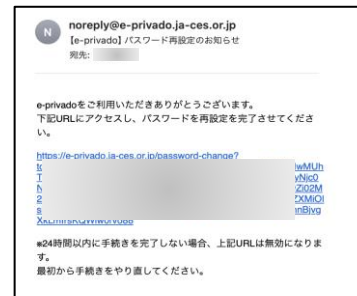 N
noreply@e-privado.ja-ces.or.jp
【e-privado】パスワード再設定のお知らせ
宛先:
e-privadoをご利用いただきありがとうございます。
下記URLにアクセスし、パスワードを再設定を完了させてくださ
い。
https://e-privado.ja-ces.or.jp/password-change?
※24時間以内に手続きを完了しない場合、上記URLは無効になりま
す。
最初から手続きをやり直してください。